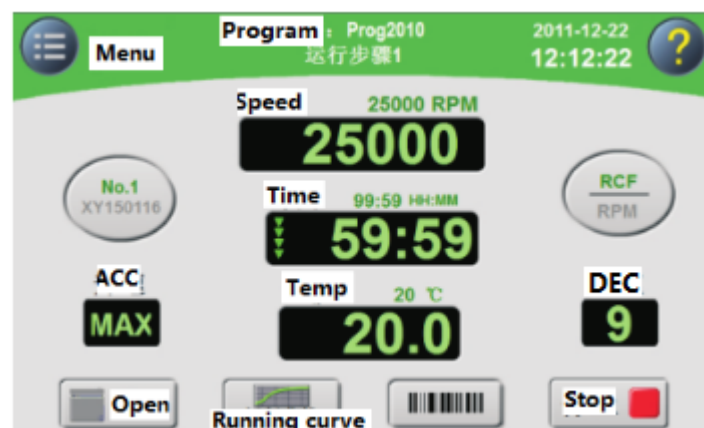 Menu
Program : Prog2010
运行步骤1
2011-12-22
12:12:22
?
Speed 25000 RPM
25000
No.1
XY150116
RCF
RPM
Time 99:59 HH:MM
59:59
ACC
MAX
Temp 20 ℃
20.0
DEC
9
Open
Running curve
Stop